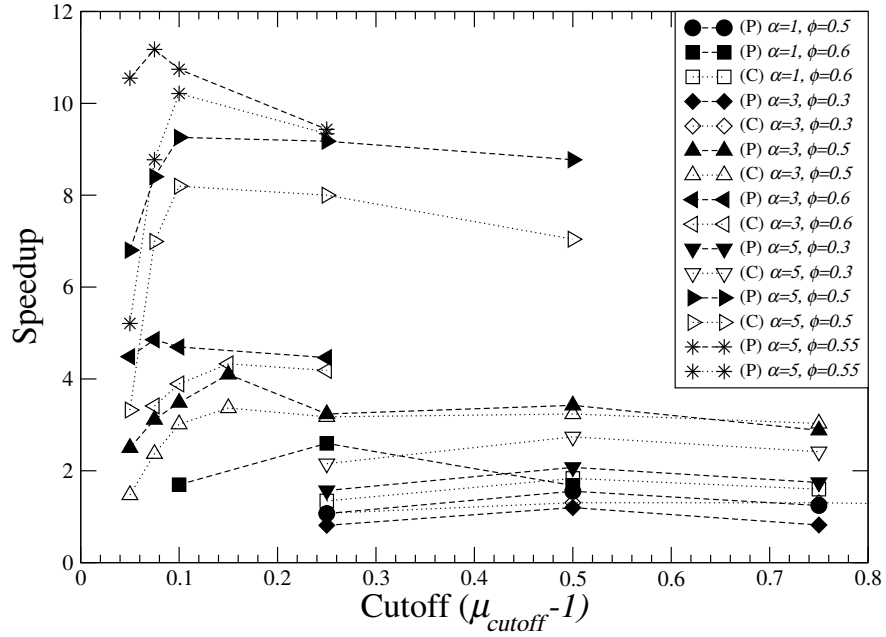 12
10
8
6
4
2
0
Speedup
0
0.1
0.2
0.3
0.4
0.5
0.6
0.7
0.8
Cutoff (μcutoff-1)
(P) α=1, ϕ=0.5
(P) α=1, ϕ=0.6
(C) α=1, ϕ=0.6
(P) α=3, ϕ=0.3
(C) α=3, ϕ=0.3
(P) α=3, ϕ=0.5
(C) α=3, ϕ=0.5
(P) α=3, ϕ=0.6
(C) α=3, ϕ=0.6
(P) α=5, ϕ=0.3
(C) α=5, ϕ=0.3
(P) α=5, ϕ=0.5
(C) α=5, ϕ=0.5
(P) α=5, ϕ=0.55
(P) α=5, ϕ=0.55